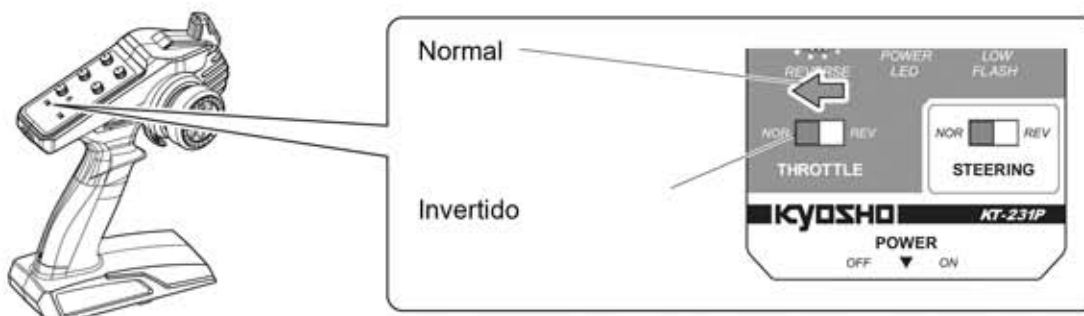 Normal
REVERSE POWER LOW
LED FLASH
NOR REV NOR REV
THROTTLE STEERING
Invertido
KYOSHO KT-231P
POWER
OFF ON